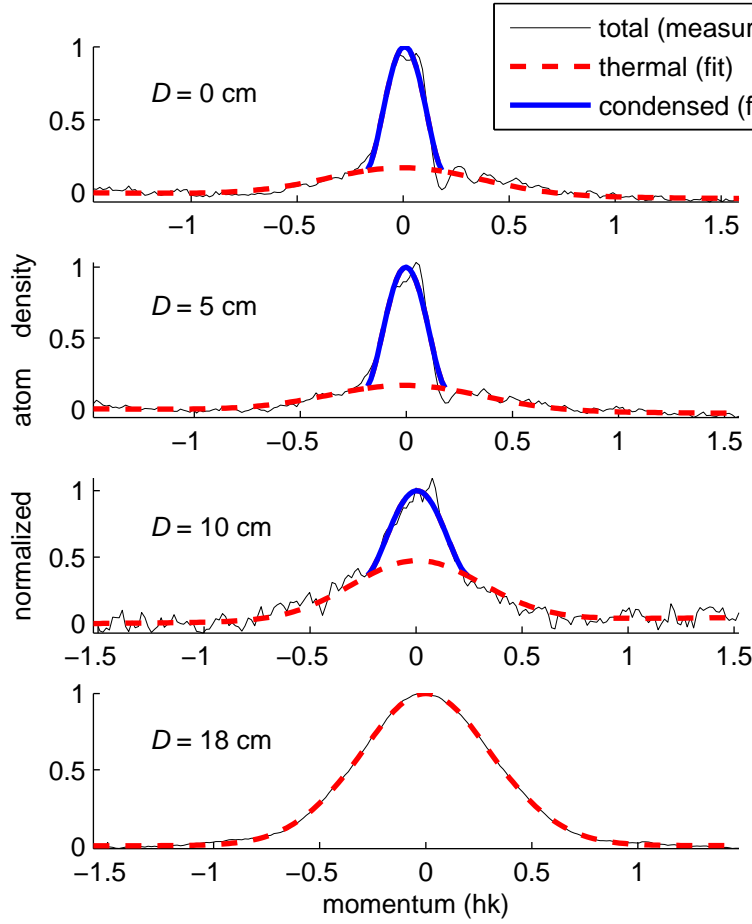 total (measur
thermal (fit)
condensed (f
D = 0 cm
1
0.5
0
−1 −0.5 0 0.5 1 1.5
D = 5 cm
1
0.5
0
−1 −0.5 0 0.5 1 1.5
D = 10 cm
1
0.5
0
−1.5 −1 −0.5 0 0.5 1 1.5
D = 18 cm
1
0.5
0
−1.5 −1 −0.5 0 0.5 1
momentum (hk)
normalized atom density